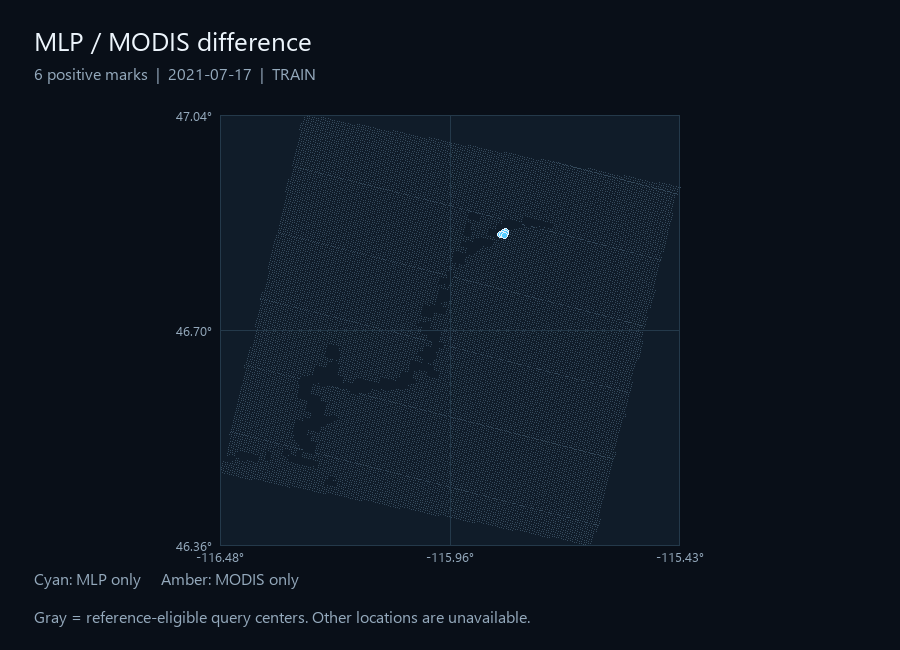 MLP / MODIS difference
6 positive marks | 2021-07-17 | TRAIN
47.04°
46.70°
46.36°
-116.48° -115.96° -115.43°
Cyan: MLP only Amber: MODIS only
Gray = reference-eligible query centers. Other locations are unavailable.